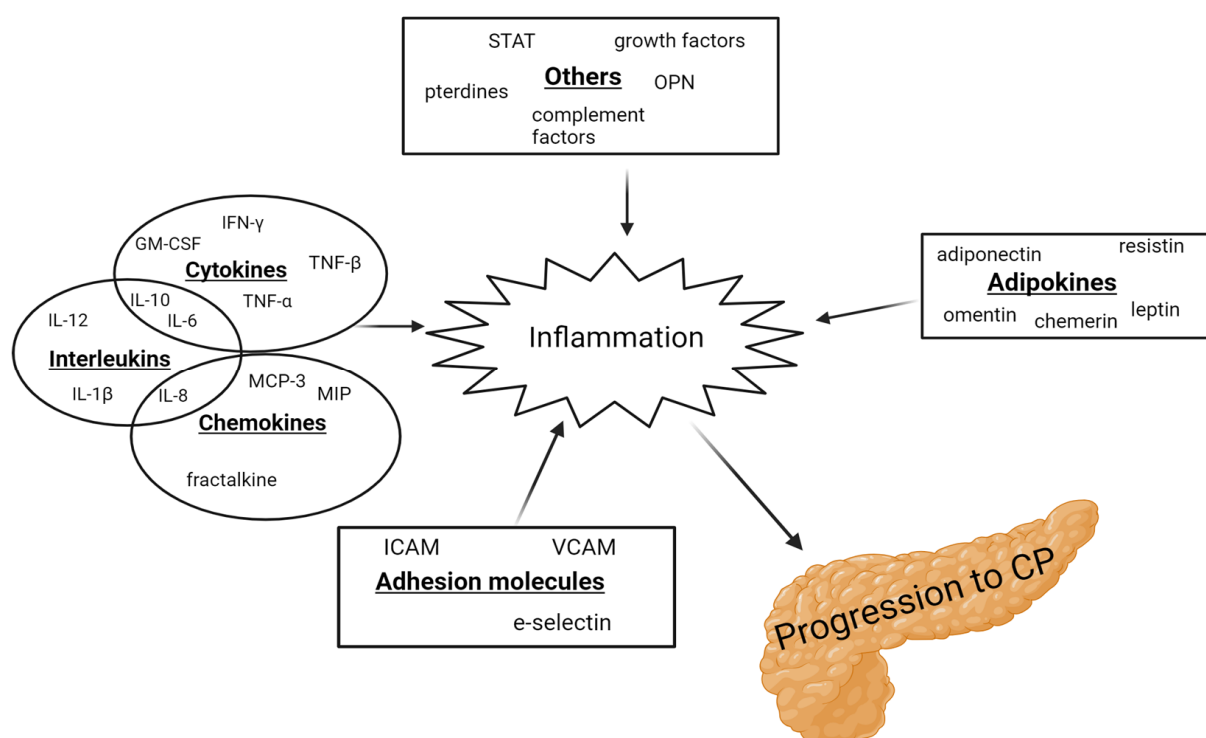 STAT
growth factors
Others
pterdines
OPN
complement
factors
IFN-γ
GM-CSF
Cytokines
TNF-β
IL-10
TNF-α
IL-12
IL-6
Interleukins
IL-1β
IL-8
MCP-3
MIP
Chemokines
fractalkine
Inflammation
adiponectin
resistin
Adipokines
omentin
chemerin
leptin
ICAM
VCAM
Adhesion molecules
e-selectin
Progression to CP